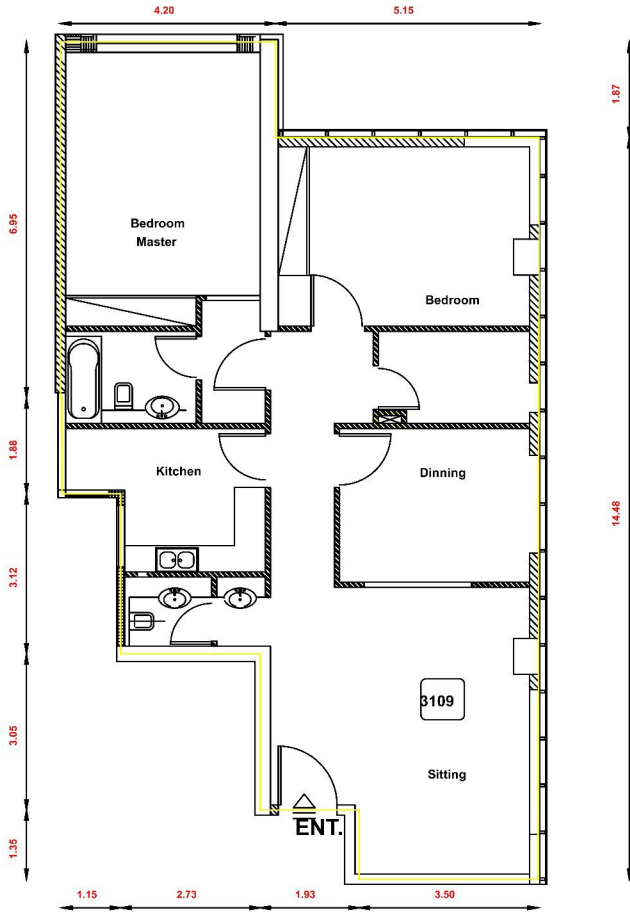 4.20
5.15
1.87
6.95
Bedroom
Master
Bedroom
1.88
Kitchen
Dinning
14.48
3.12
3.05
3109
Sitting
ENT.
1.35
1.15
2.73
1.93
3.50